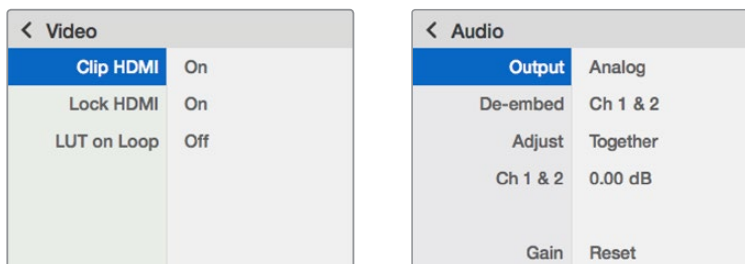 Video
Clip HDMI On
Lock HDMI On
LUT on Loop Off
Audio
Output Analog
De-embed Ch 1 & 2
Adjust Together
Ch 1 & 2 0.00 dB
Gain Reset